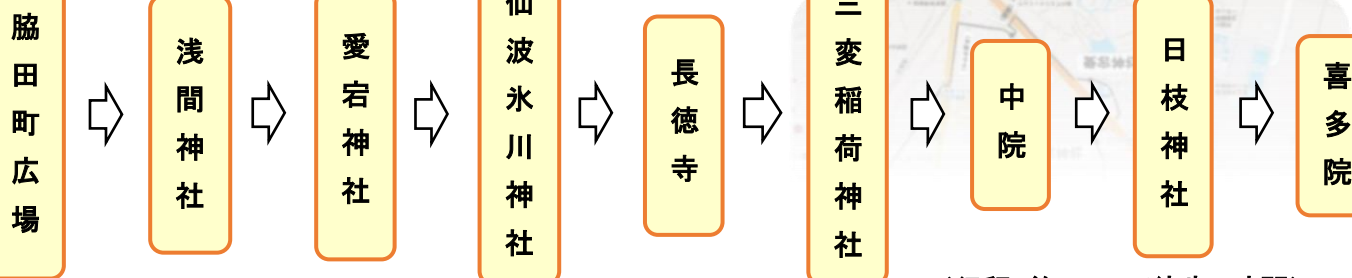 脇田町広場
浅間神社
愛宕神社
仙波氷川神社
長徳寺
三変稲荷神社
中院
日枝神社
喜多院